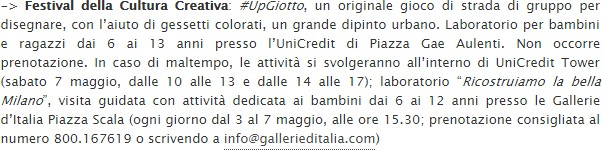 –> Festival della Cultura Creativa: #UpGiotto, un originale gioco di strada di gruppo per
disegnare, con l’aiuto di gessetti colorati, un grande dipinto urbano. Laboratorio per bambini
e ragazzi dai 6 ai 13 anni presso l’UniCredit di Piazza Gae Aulenti. Non occorre
prenotazione. In caso di maltempo, le attività si svolgeranno all’interno di UniCredit Tower
(sabato 7 maggio, dalle 10 alle 13 e dalle 14 alle 17); laboratorio “Ricostruiamo la bella
Milano”, visita guidata con attività dedicata ai bambini dai 6 ai 12 anni presso le Gallerie
d’Italia Piazza Scala (ogni giorno dal 3 al 7 maggio, alle ore 15.30; prenotazione consigliata al
numero 800.167619 o scrivendo a info@gallerieditalia.com)